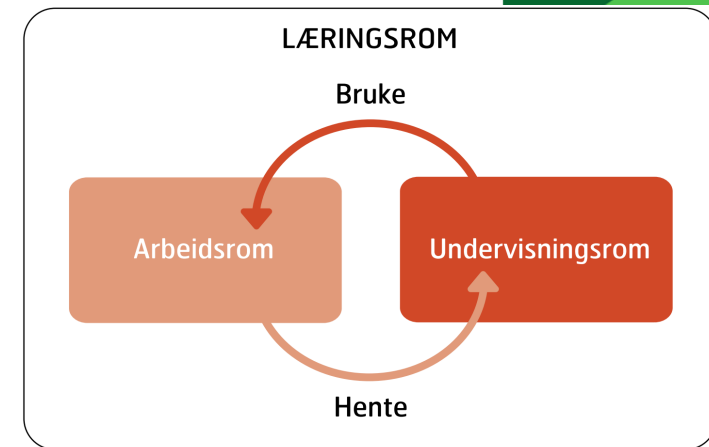 LÆRINGSROM
Bruke
Arbeidsrom
Undervisningsrom
Hente